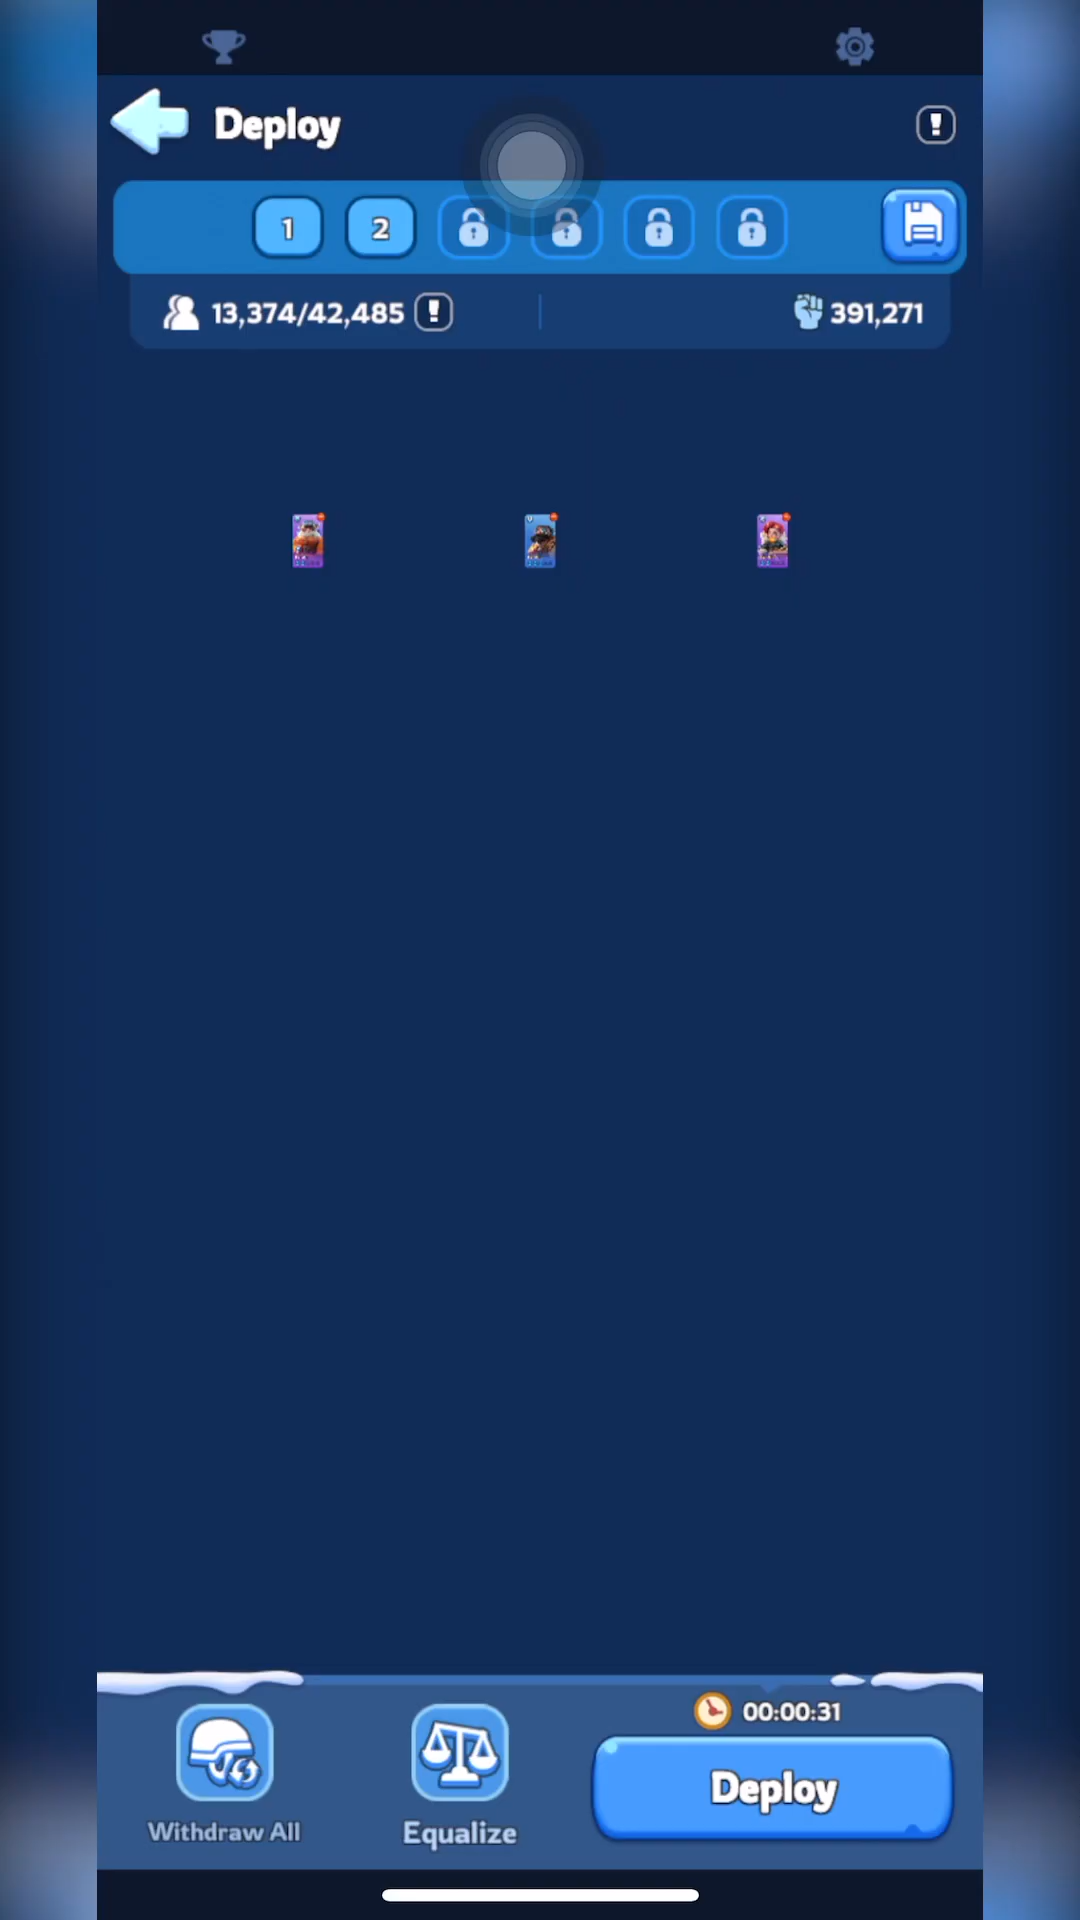 Deploy
1 2
13,374/42,485 391,271
00:00:31
Deploy
Withdraw All Equalize